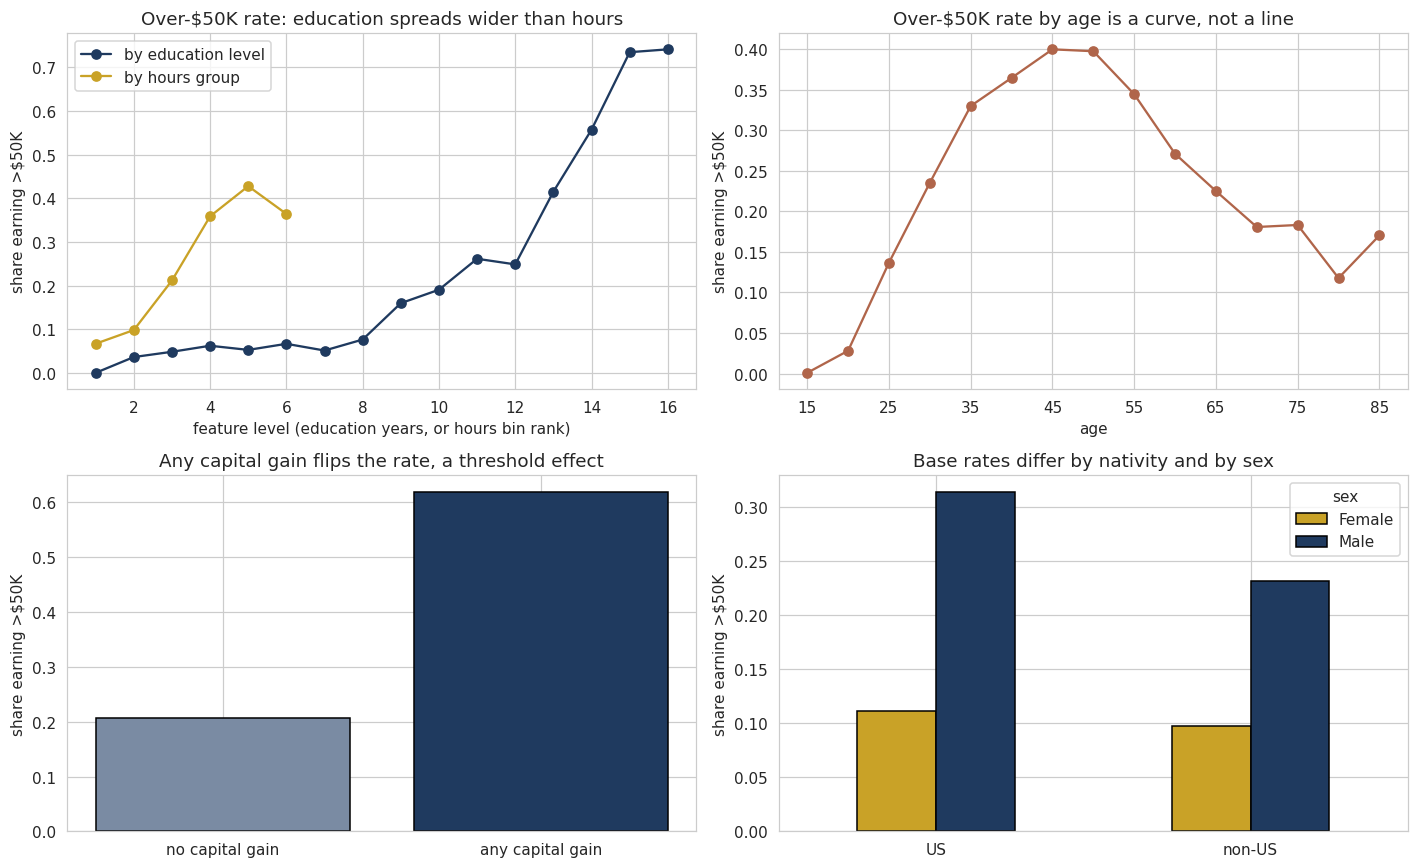 Over-$50K rate: education spreads wider than hours
by education level
by hours group
share earning >$50K
0.7
0.6
0.5
0.4
0.3
0.2
0.1
0.0
2 4 6 8 10 12 14 16
feature level (education years, or hours bin rank)
Over-$50K rate by age is a curve, not a line
share earning >$50K
0.40
0.35
0.30
0.25
0.20
0.15
0.10
0.05
0.00
15 25 35 45 55 65 75 85
age
Any capital gain flips the rate, a threshold effect
share earning >$50K
0.6
0.5
0.4
0.3
0.2
0.1
0.0
no capital gain any capital gain
Base rates differ by nativity and by sex
sex
Female
Male
share earning >$50K
0.30
0.25
0.20
0.15
0.10
0.05
0.00
US non-US